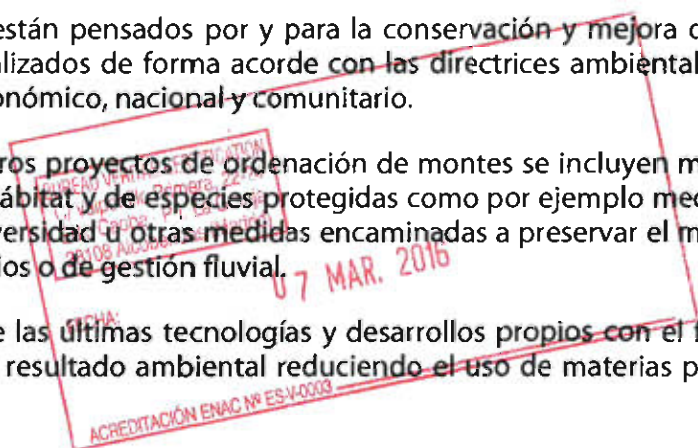 están pensados por y para la conservación y mejora
alizados de forma acorde con las directrices ambiental
onómico, nacional y comunitario.
ros proyectos de ordenación de montes se incluyen
ábitat y de especies protegidas como por ejemplo
versidad u otras medidas encaminadas a preservar el
ios o de gestión fluvial.
07 MAR. 2016
FECHA:
e las últimas tecnologías y desarrollos propios con el
resultado ambiental reduciendo el uso de materias
ACREDITACIÓN ENAC Nº ES-V-0003